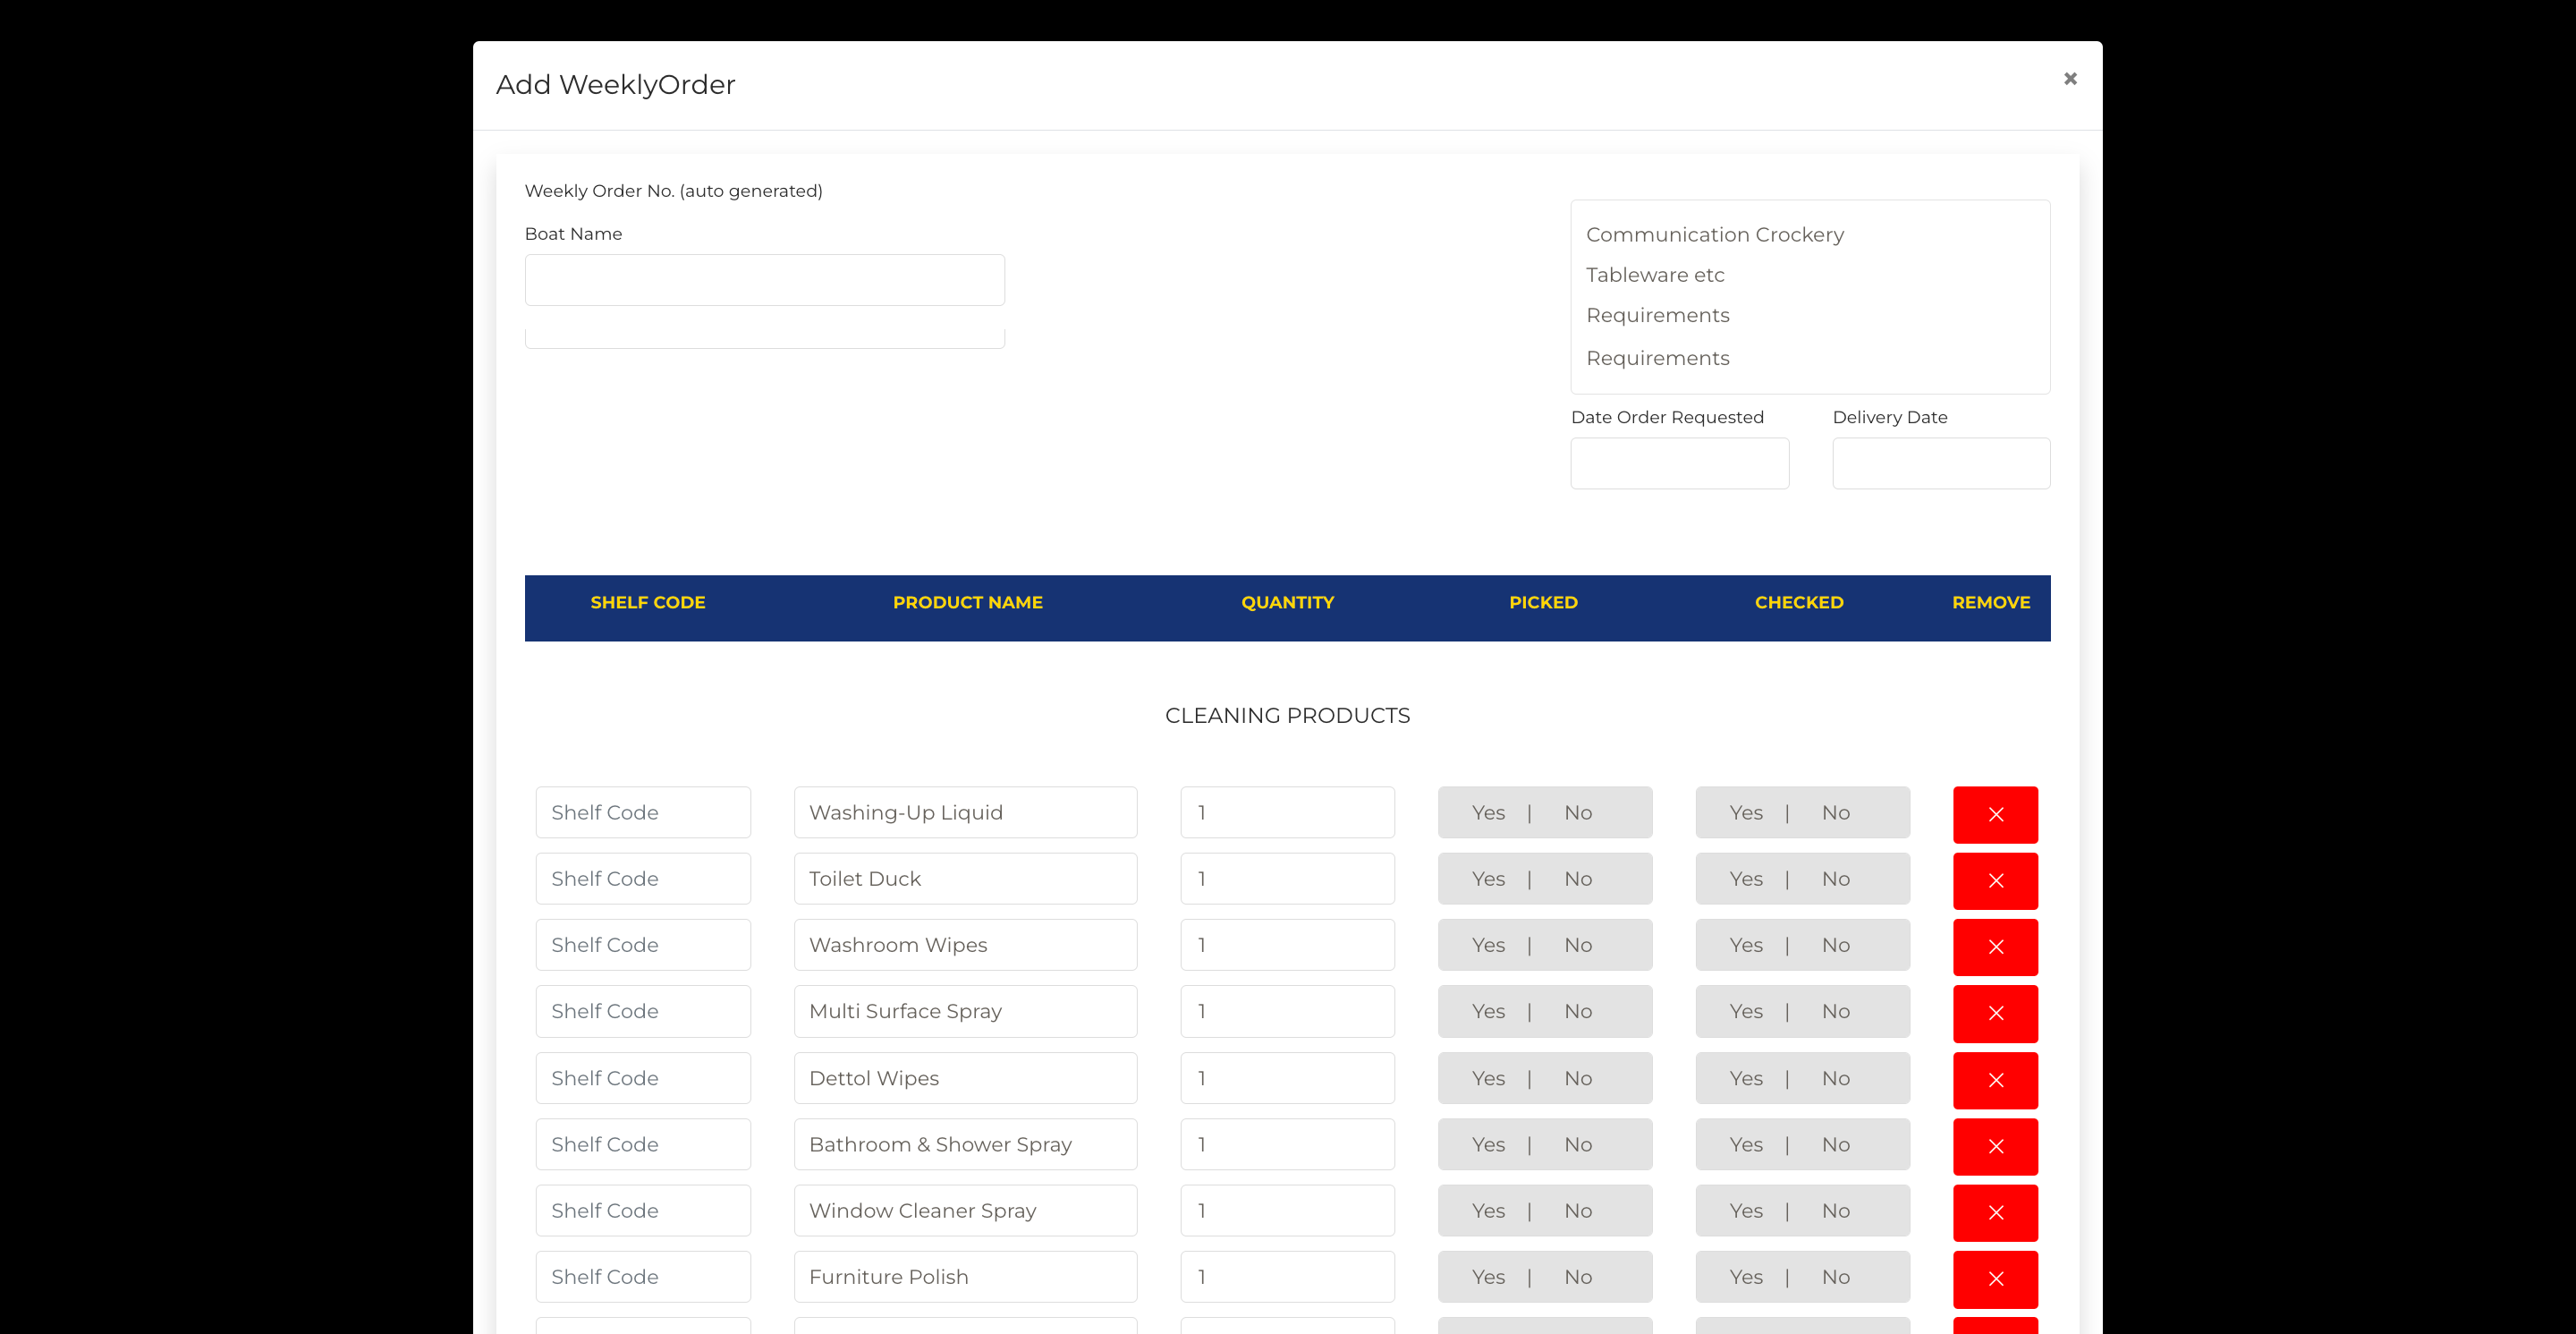 Add WeeklyOrder
×
Weekly Order No. (auto generated)
Boat Name
Communication Crockery
Tableware etc
Requirements
Requirements
Date Order Requested Delivery Date
SHELF CODE PRODUCT NAME QUANTITY PICKED CHECKED REMOVE
CLEANING PRODUCTS
Shelf Code Washing-Up Liquid 1 Yes | No Yes | No ×
Shelf Code Toilet Duck 1 Yes | No Yes | No ×
Shelf Code Washroom Wipes 1 Yes | No Yes | No ×
Shelf Code Multi Surface Spray 1 Yes | No Yes | No ×
Shelf Code Dettol Wipes 1 Yes | No Yes | No ×
Shelf Code Bathroom & Shower Spray 1 Yes | No Yes | No ×
Shelf Code Window Cleaner Spray 1 Yes | No Yes | No ×
Shelf Code Furniture Polish 1 Yes | No Yes | No ×